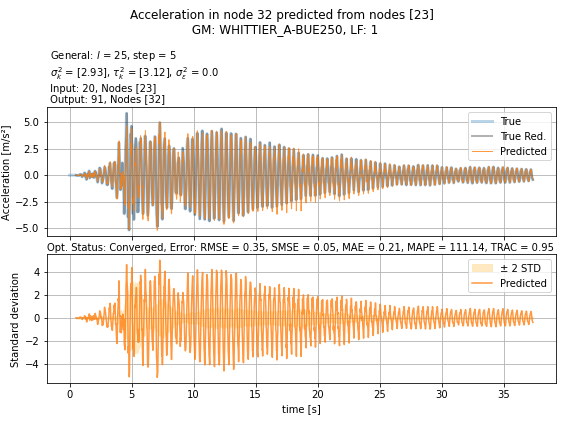 Acceleration in node 32 predicted from nodes [23]
GM: WHITTIER_A-BUE250, LF: 1
General: l = 25, step = 5
σ²ₖ = [2.93], τ²ₖ = [3.12], σ²ᵣ = 0.0
Input: 20, Nodes [23]
Output: 91, Nodes [32]
Acceleration [m/s²]
5.0
2.5
0.0
−2.5
−5.0
True
True Red.
Predicted
Opt. Status: Converged, Error: RMSE = 0.35, SMSE = 0.05, MAE = 0.21, MAPE = 111.14, TRAC = 0.95
Standard deviation
4
2
0
−2
−4
± 2 STD
Predicted
0 5 10 15 20 25 30 35
time [s]